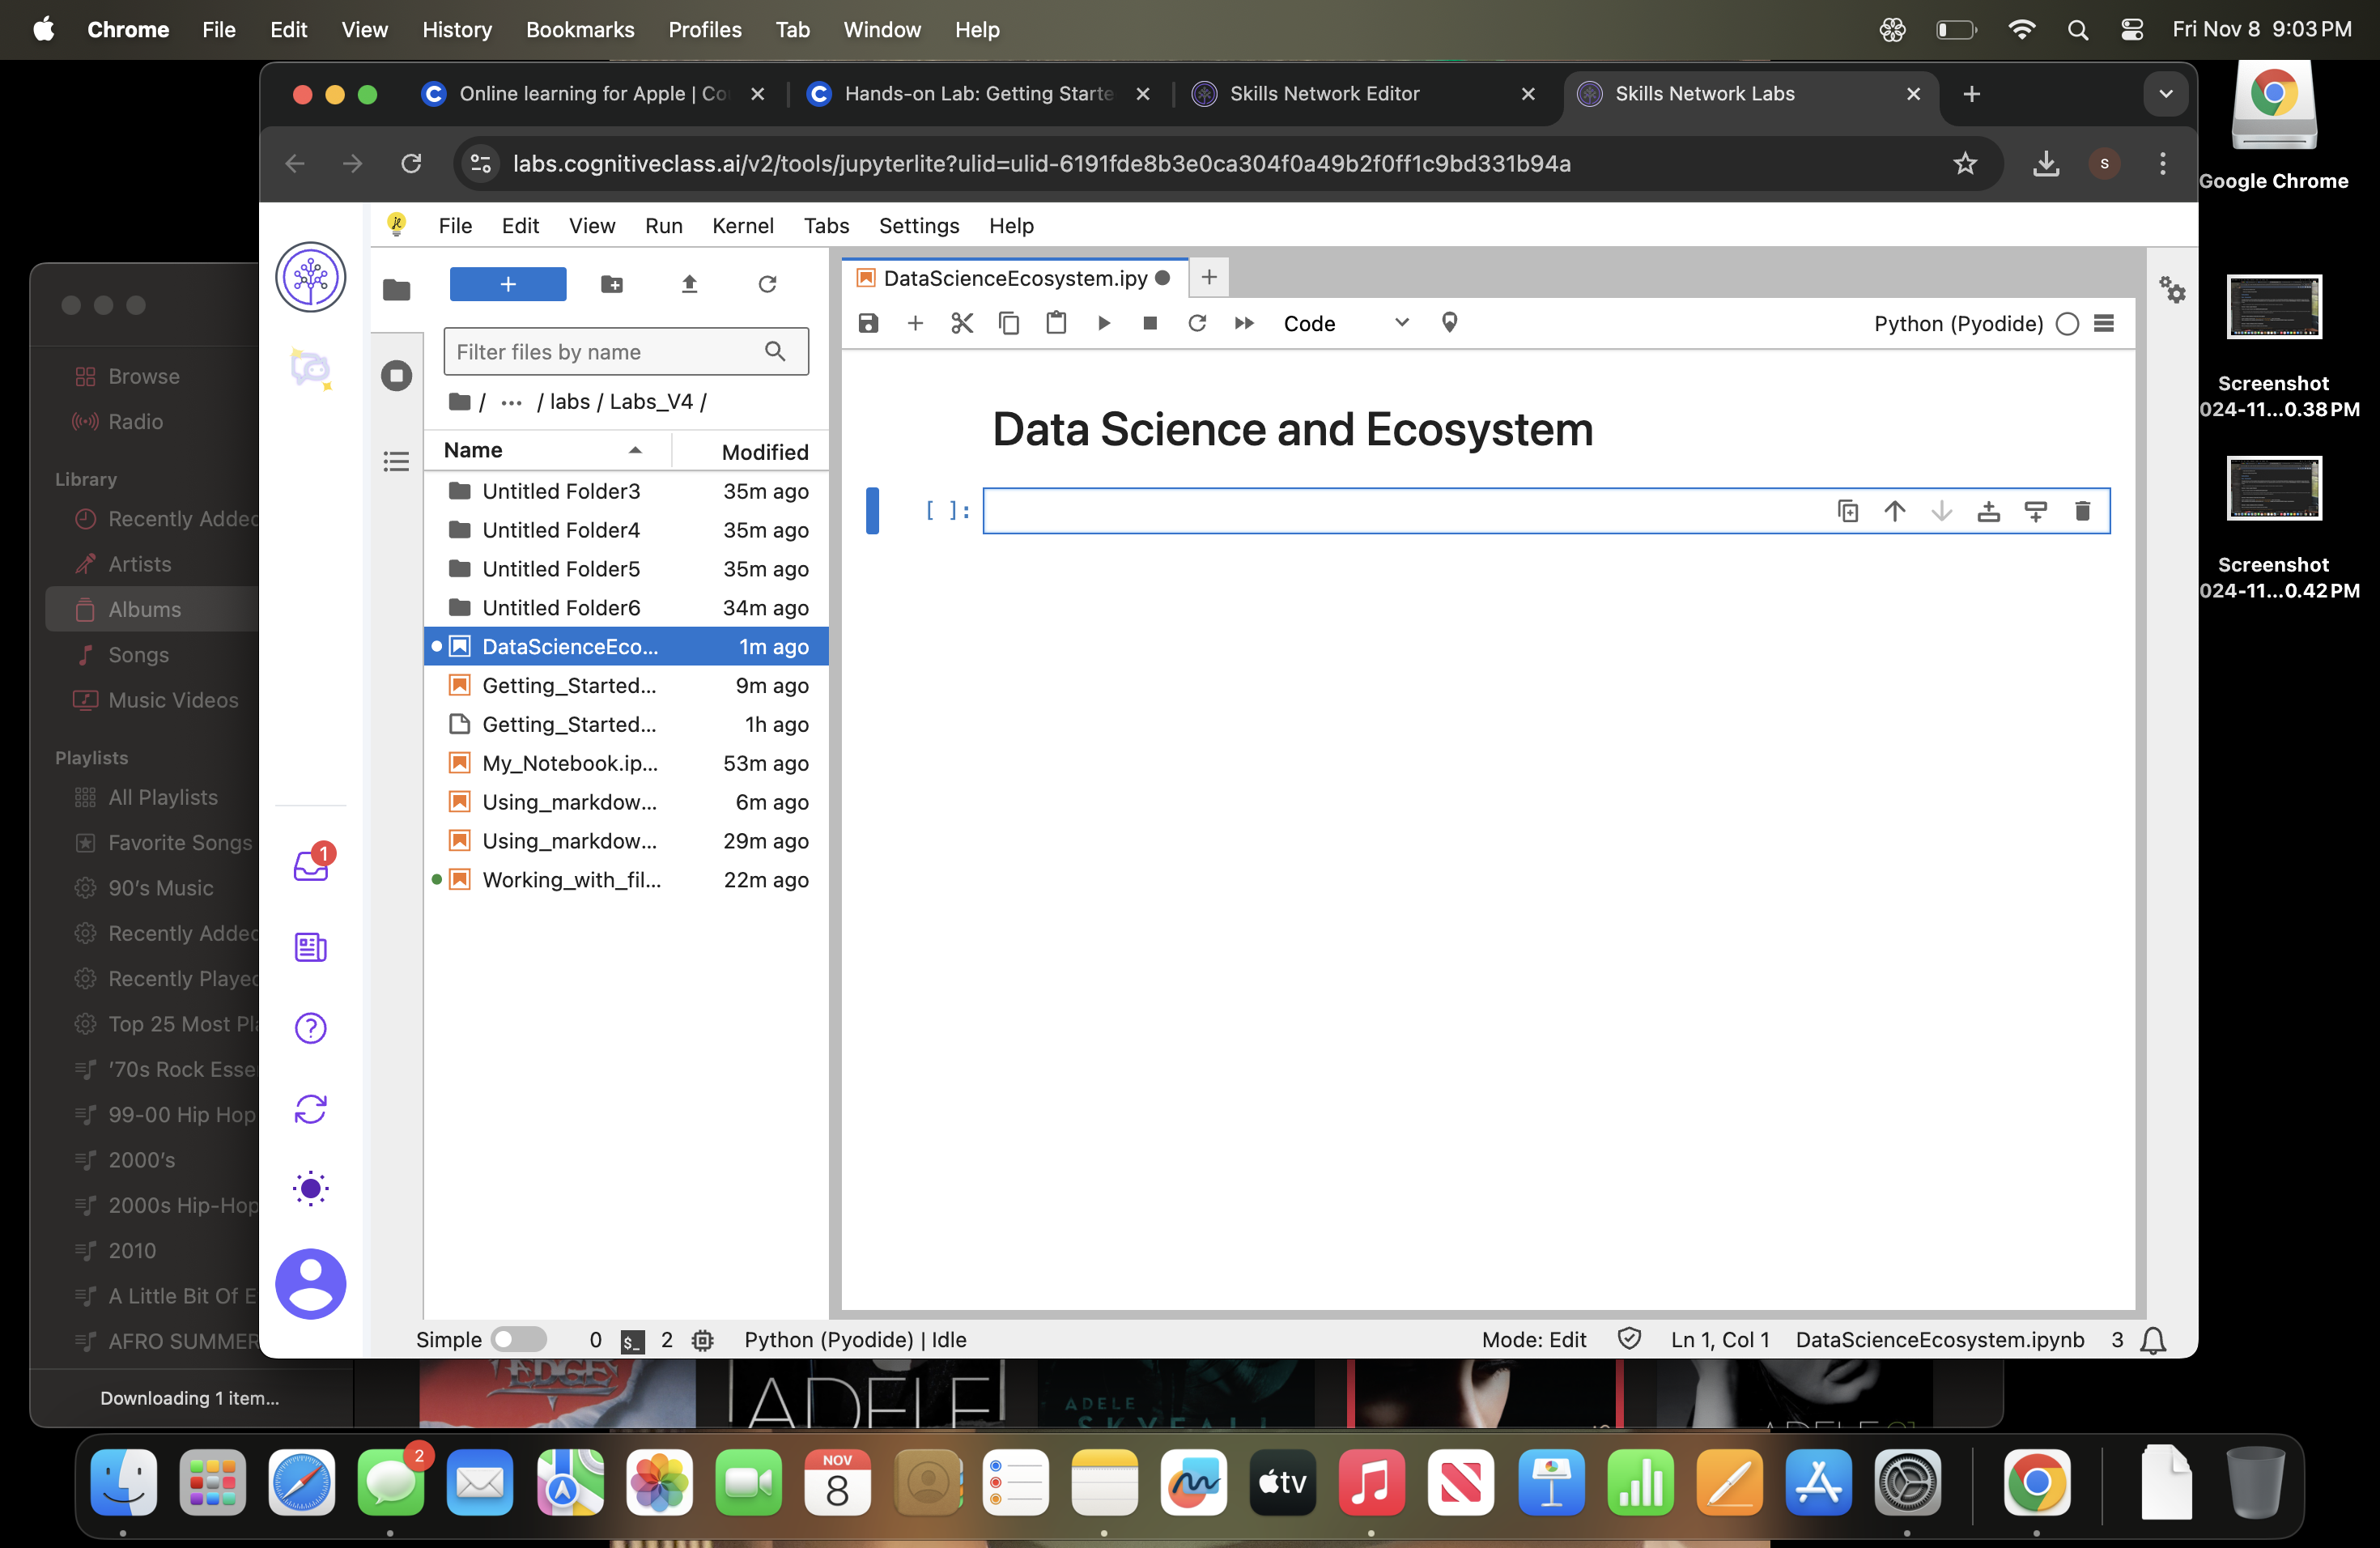 Chrome File Edit View History Bookmarks Profiles Tab Window Help Fri Nov 8 9:03 PM
Online learning for Apple | Co Hands-on Lab: Getting Starte Skills Network Editor Skills Network Labs
labs.cognitiveclass.ai/v2/tools/jupyterlite?ulid=ulid-6191fde8b3e0ca304f0a49b2f0ff1c9bd331b94a
s
Google Chrome
Screenshot
024-11...0.38 PM
Screenshot
024-11...0.42 PM
File Edit View Run Kernel Tabs Settings Help
Browse
Radio
Library
Recently Added
Artists
Albums
Songs
Music Videos
Playlists
All Playlists
Favorite Songs
90's Music
Recently Added
Recently Played
Top 25 Most Pla
'70s Rock Esse
99-00 Hip Hop
2000's
2000s Hip-Hop
2010
A Little Bit Of E
AFRO SUMMER
Downloading 1 item...
1
+
Filter files by name
/ ... / labs / Labs_V4 /
Name Modified
Untitled Folder3 35m ago
Untitled Folder4 35m ago
Untitled Folder5 35m ago
Untitled Folder6 34m ago
DataScienceEco... 1m ago
Getting_Started... 9m ago
Getting_Started... 1h ago
My_Notebook.ip... 53m ago
Using_markdow... 6m ago
Using_markdow... 29m ago
Working_with_fil... 22m ago
DataScienceEcosystem.ipy
Code Python (Pyodide)
Data Science and Ecosystem
[ ]:
Simple 0 $_ 2 Python (Pyodide) | Idle Mode: Edit Ln 1, Col 1 DataScienceEcosystem.ipynb 3
EDGES
ADELE
ADELE
SKYFALL
2
NOV
8
tv